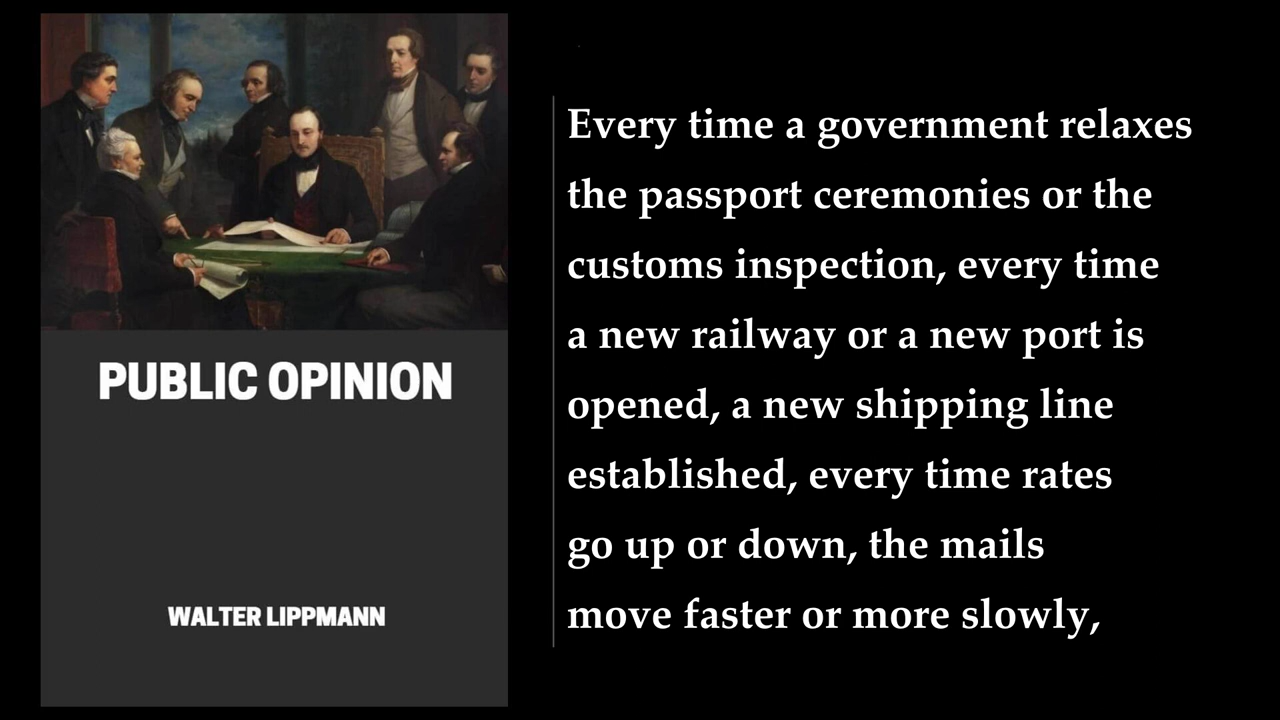 PUBLIC OPINION
WALTER LIPPMANN
Every time a government relaxes
the passport ceremonies or the
customs inspection, every time
a new railway or a new port is
opened, a new shipping line
established, every time rates
go up or down, the mails
move faster or more slowly,